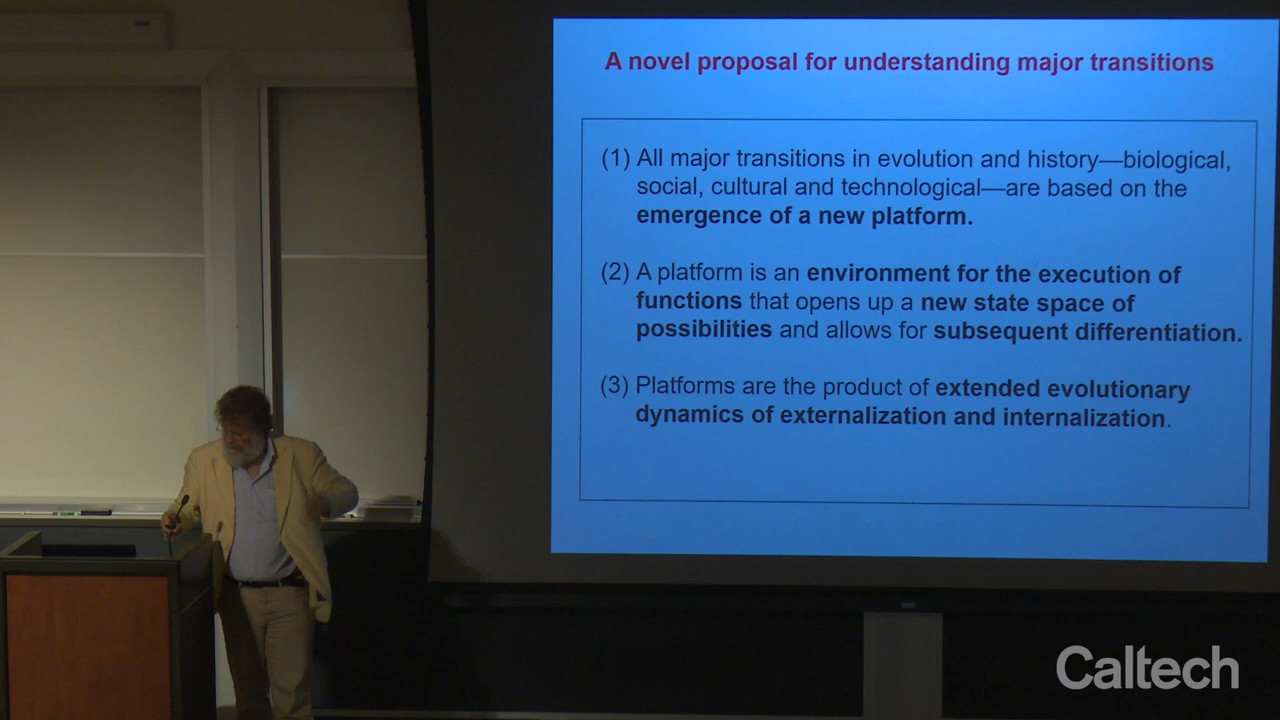 A novel proposal for understanding major transitions
(1) All major transitions in evolution and history—biological,
social, cultural and technological—are based on the
emergence of a new platform.
(2) A platform is an environment for the execution of
functions that opens up a new state space of
possibilities and allows for subsequent differentiation.
(3) Platforms are the product of extended evolutionary
dynamics of externalization and internalization.
Caltech